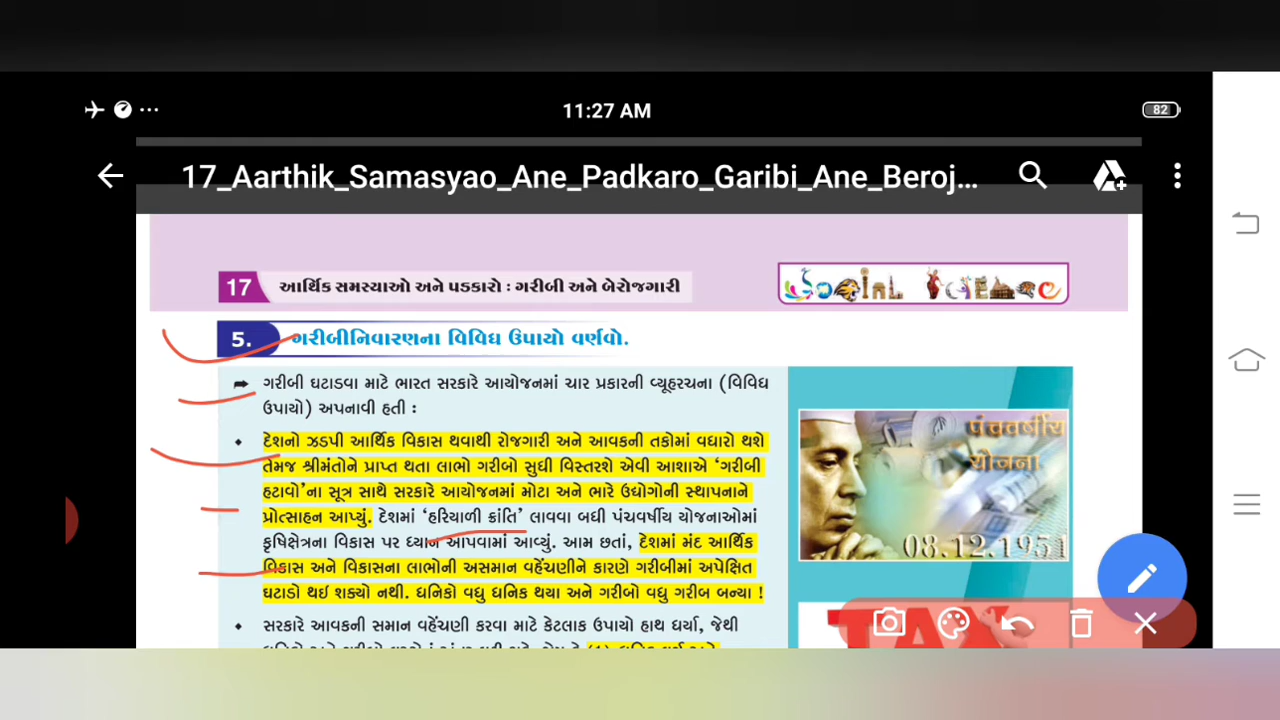 11:27 AM
82
17_Aarthik_Samasyao_Ane_Padkaro_Garibi_Ane_Beroj...
17 આર્થિક સમસ્યાઓ અને પડકારો : ગરીબી અને બેરોજગારી
Social Science
5. ગરીબીનિવારણના વિવિધ ઉપાયો વર્ણવો.
➡ ગરીબી ઘટાડવા માટે ભારત સરકારે આયોજનમાં ચાર પ્રકારની વ્યૂહરચના (વિવિધ
ઉપાયો) અપનાવી હતી :
• દેશનો ઝડપી આર્થિક વિકાસ થવાથી રોજગારી અને આવકની તકોમાં વધારો થશે
તેમજ શ્રીમંતોને પ્રાપ્ત થતા લાભો ગરીબો સુધી વિસ્તરશે એવી આશાએ ‘ગરીબી
હટાવો’ના સૂત્ર સાથે સરકારે આયોજનમાં મોટા અને ભારે ઉદ્યોગોની સ્થાપનાને
પ્રોત્સાહન આપ્યું. દેશમાં ‘હરિયાળી ક્રાંતિ’ લાવવા બધી પંચવર્ષીય યોજનાઓમાં
કૃષિક્ષેત્રના વિકાસ પર ધ્યાન આપવામાં આવ્યું. આમ છતાં, દેશમાં મંદ આર્થિક
વિકાસ અને વિકાસના લાભોની અસમાન વહેંચણીને કારણે ગરીબીમાં અપેક્ષિત
ઘટાડો થઈ શક્યો નથી. ધનિકો વધુ ધનિક થયા અને ગરીબો વધુ ગરીબ બન્યા !
• સરકારે આવકની સમાન વહેંચણી કરવા માટે કેટલાક ઉપાયો હાથ ધર્યા, જેથી
पंचवर्षीय
योजना
08.12.1951
TAX